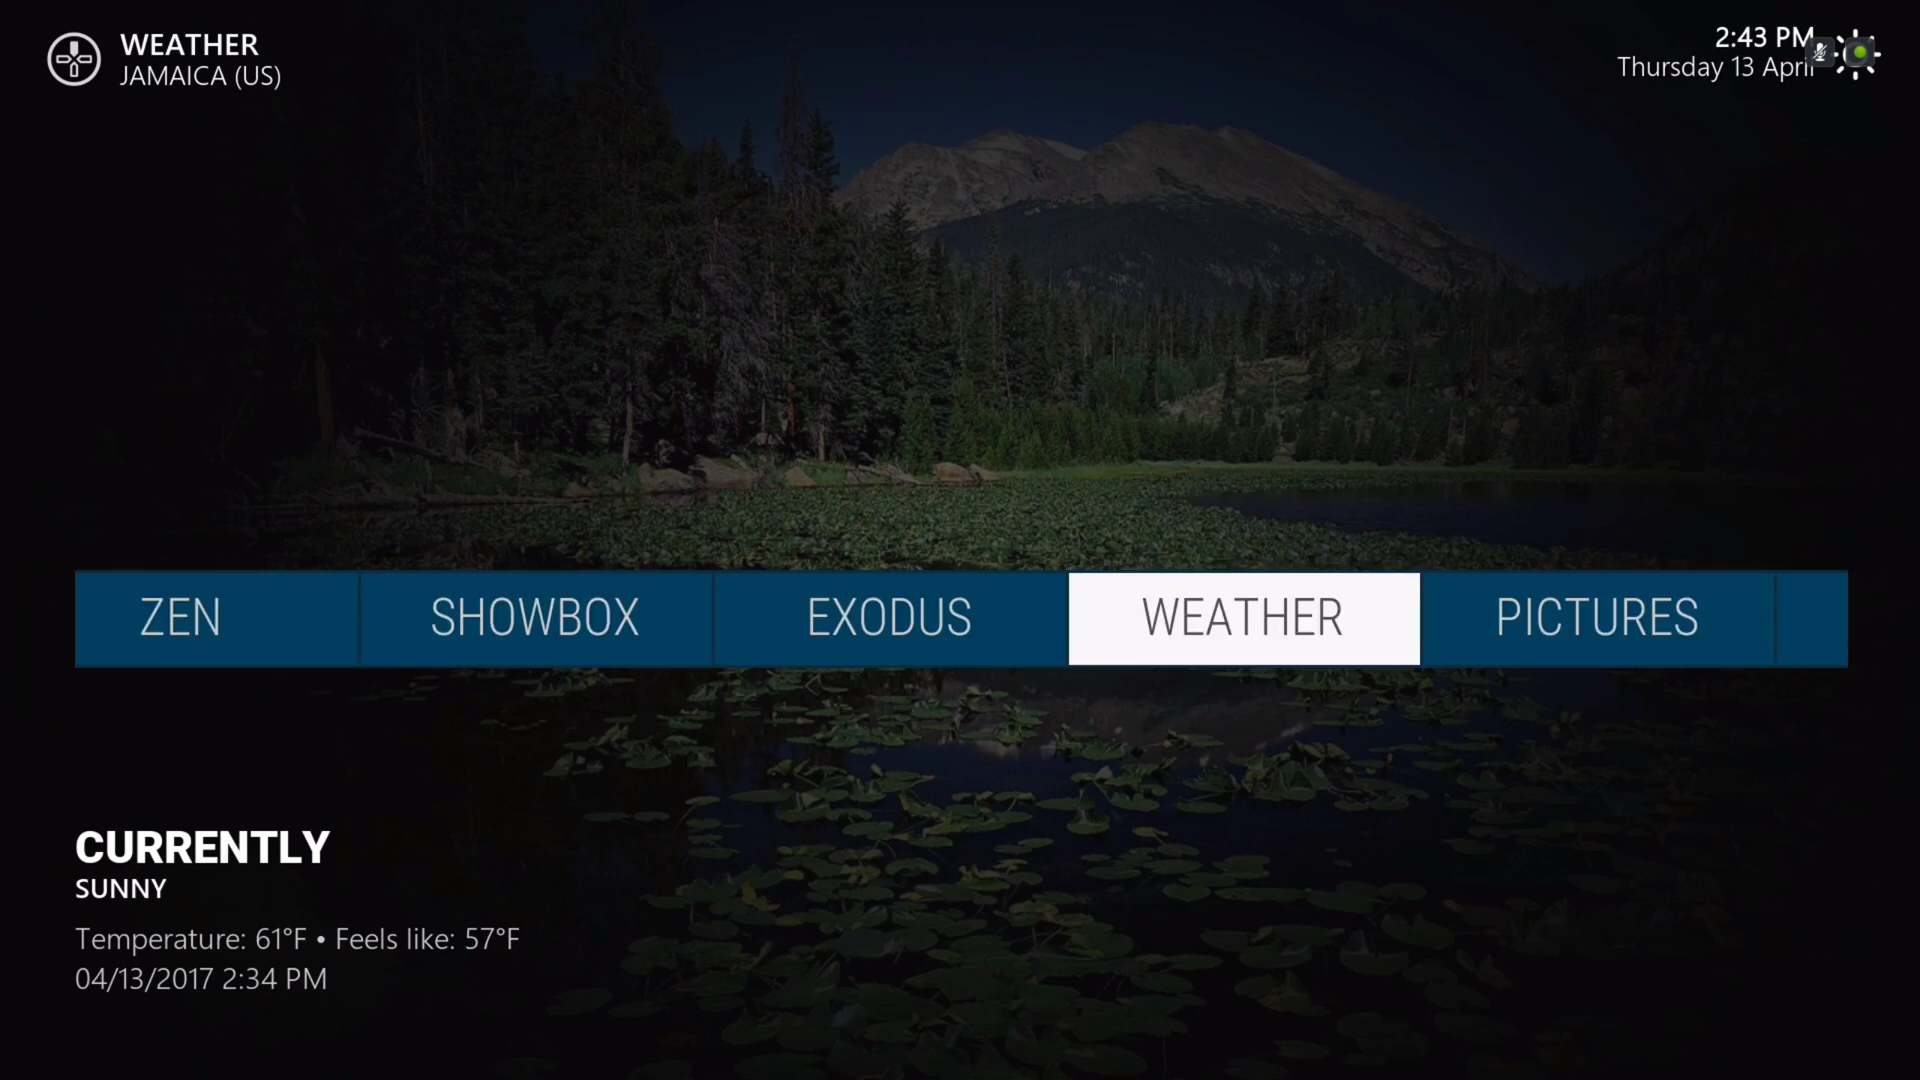 WEATHER
JAMAICA (US)
2:43 PM
Thursday 13 April
ZEN
SHOWBOX
EXODUS
WEATHER
PICTURES
CURRENTLY
SUNNY
Temperature: 61°F • Feels like: 57°F
04/13/2017 2:34 PM